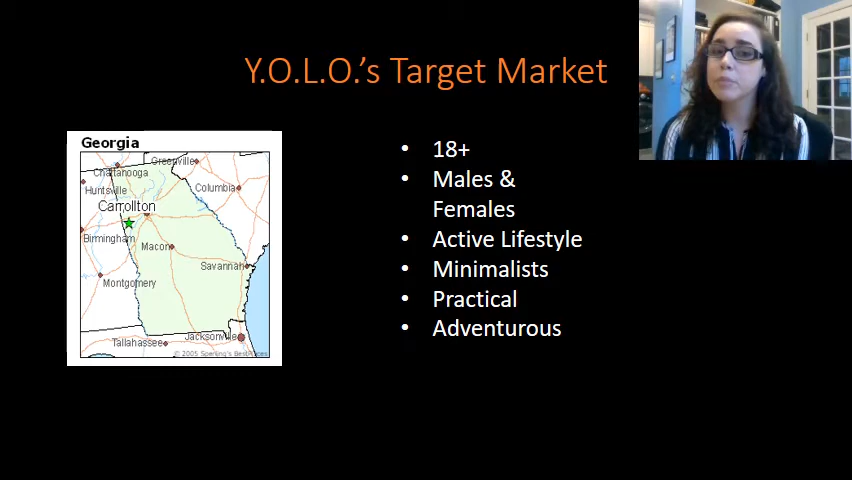 Y.O.L.O.'s Target Market
Georgia
Greenville
Chattanooga
Huntsville
Columbia
Carrollton
Birmingham
Macon
Savannah
Montgomery
Jacksonville
Tallahassee
© 2005 Sperling's BestPlaces
• 18+
• Males &
Females
• Active Lifestyle
• Minimalists
• Practical
• Adventurous